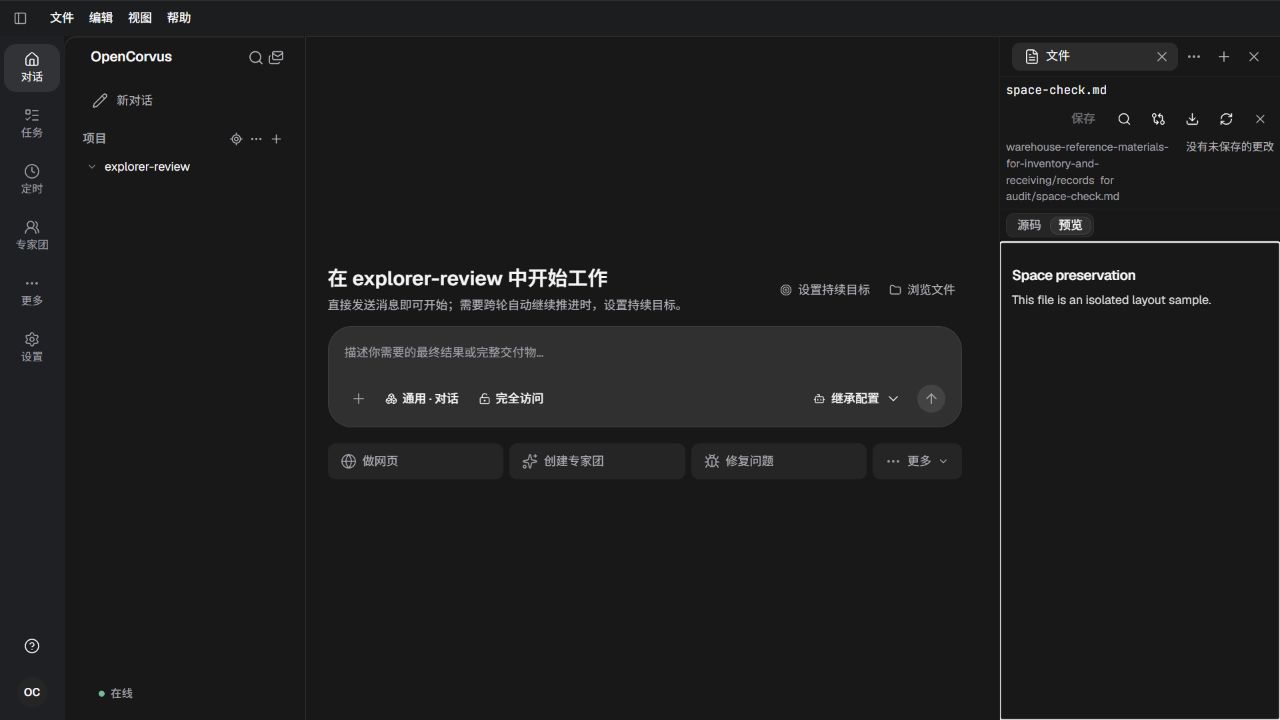 文件 编辑 视图 帮助
对话
任务
定时
专家团
更多
设置
OC
OpenCorvus
新对话
项目
explorer-review
在线
在 explorer-review 中开始工作
直接发送消息即可开始；需要跨轮自动继续推进时，设置持续目标。
设置持续目标 浏览文件
描述你需要的最终结果或完整交付物...
通用 · 对话 完全访问 继承配置
做网页 创建专家团 修复问题 更多
文件
space-check.md
保存
warehouse-reference-materials-
for-inventory-and-
receiving/records  for
audit/space-check.md
没有未保存的更改
源码 预览
Space preservation
This file is an isolated layout sample.